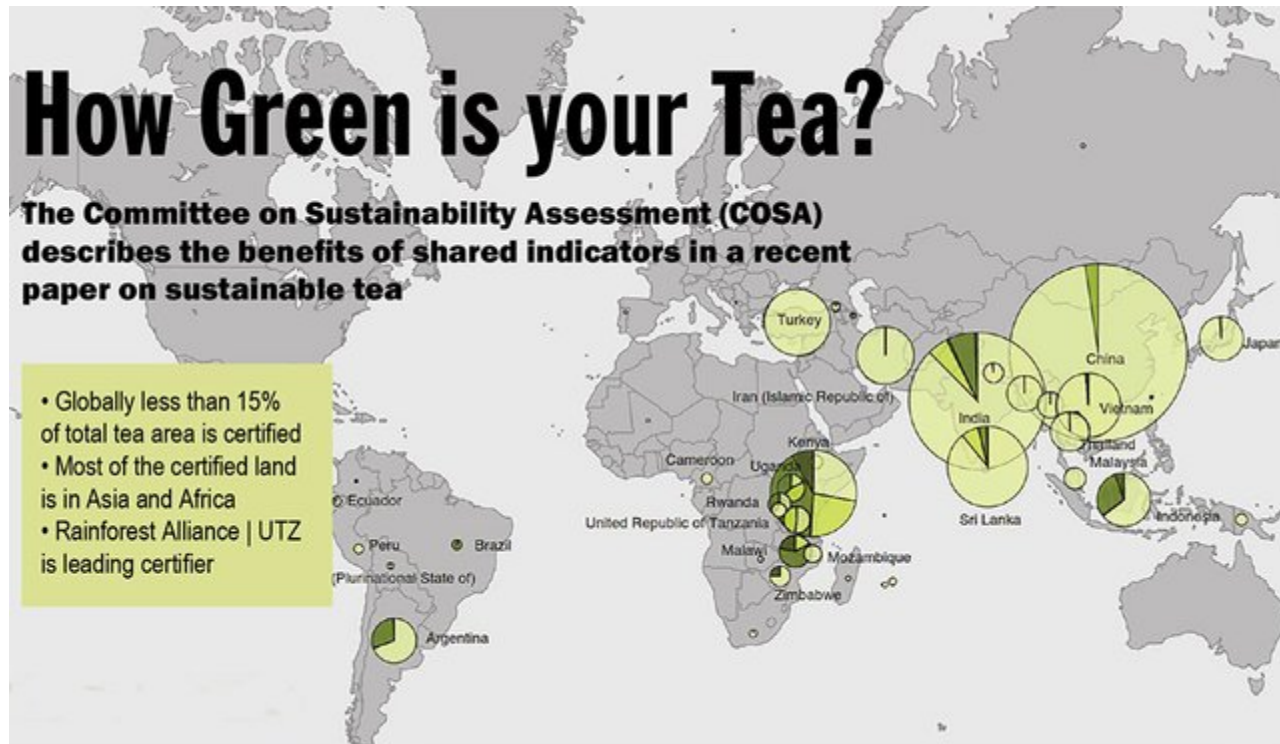 How Green is your Tea?
The Committee on Sustainability Assessment (COSA)
describes the benefits of shared indicators in a recent
paper on sustainable tea
• Globally less than 15%
of total tea area is certified
• Most of the certified land
is in Asia and Africa
• Rainforest Alliance | UTZ
is leading certifier
Turkey
Iran (Islamic Republic of)
China
Japan
India
Vietnam
Thailand
Malaysia
Sri Lanka
Indonesia
Kenya
Cameroon
Uganda
Rwanda
United Republic of Tanzania
Malawi
Mozambique
Zimbabwe
Ecuador
Peru
Brazil
(Plurinational State of)
Argentina